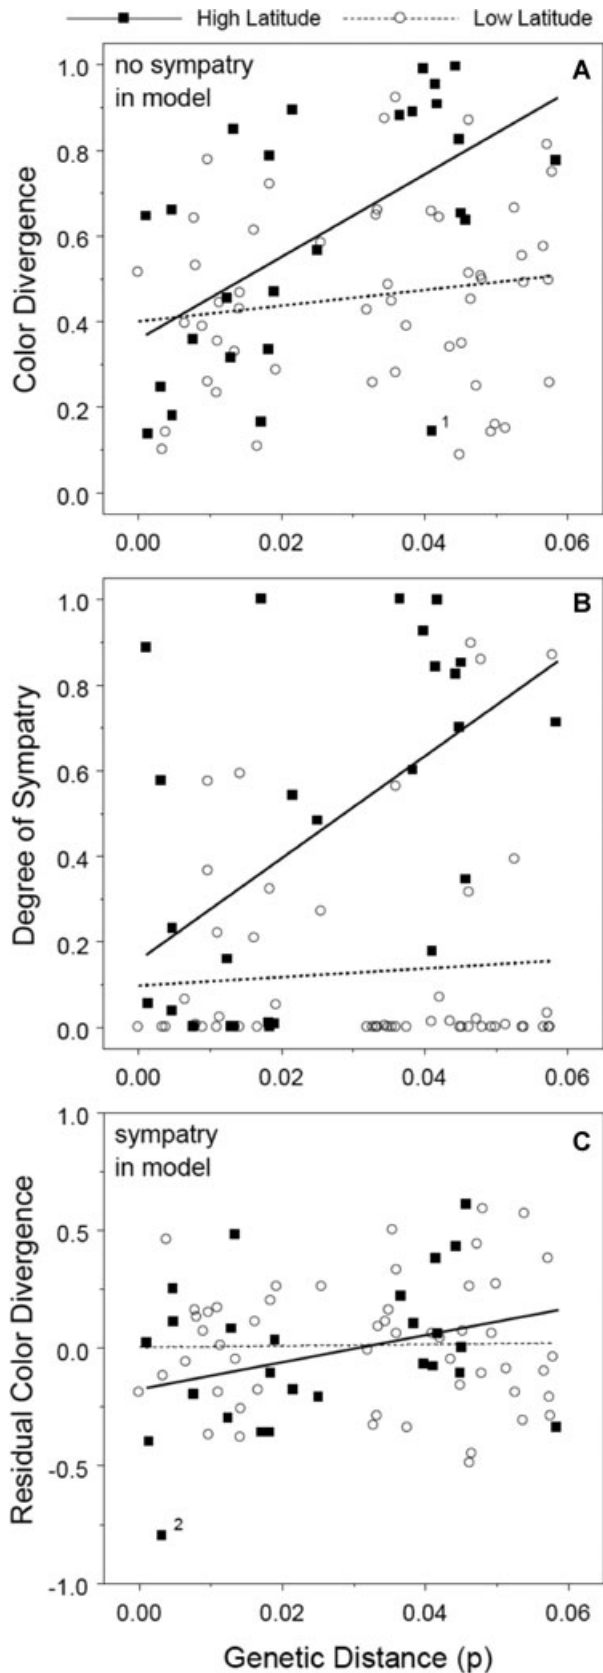 High Latitude Low Latitude
no sympatry
in model
A
1.0
0.8
0.6
0.4
0.2
0.0
Color Divergence
1
0.00 0.02 0.04 0.06
B
1.0
0.8
0.6
0.4
0.2
0.0
Degree of Sympatry
0.00 0.02 0.04 0.06
sympatry
in model
C
1.0
0.5
0.0
-0.5
-1.0
Residual Color Divergence
2
0.00 0.02 0.04 0.06
Genetic Distance (p)